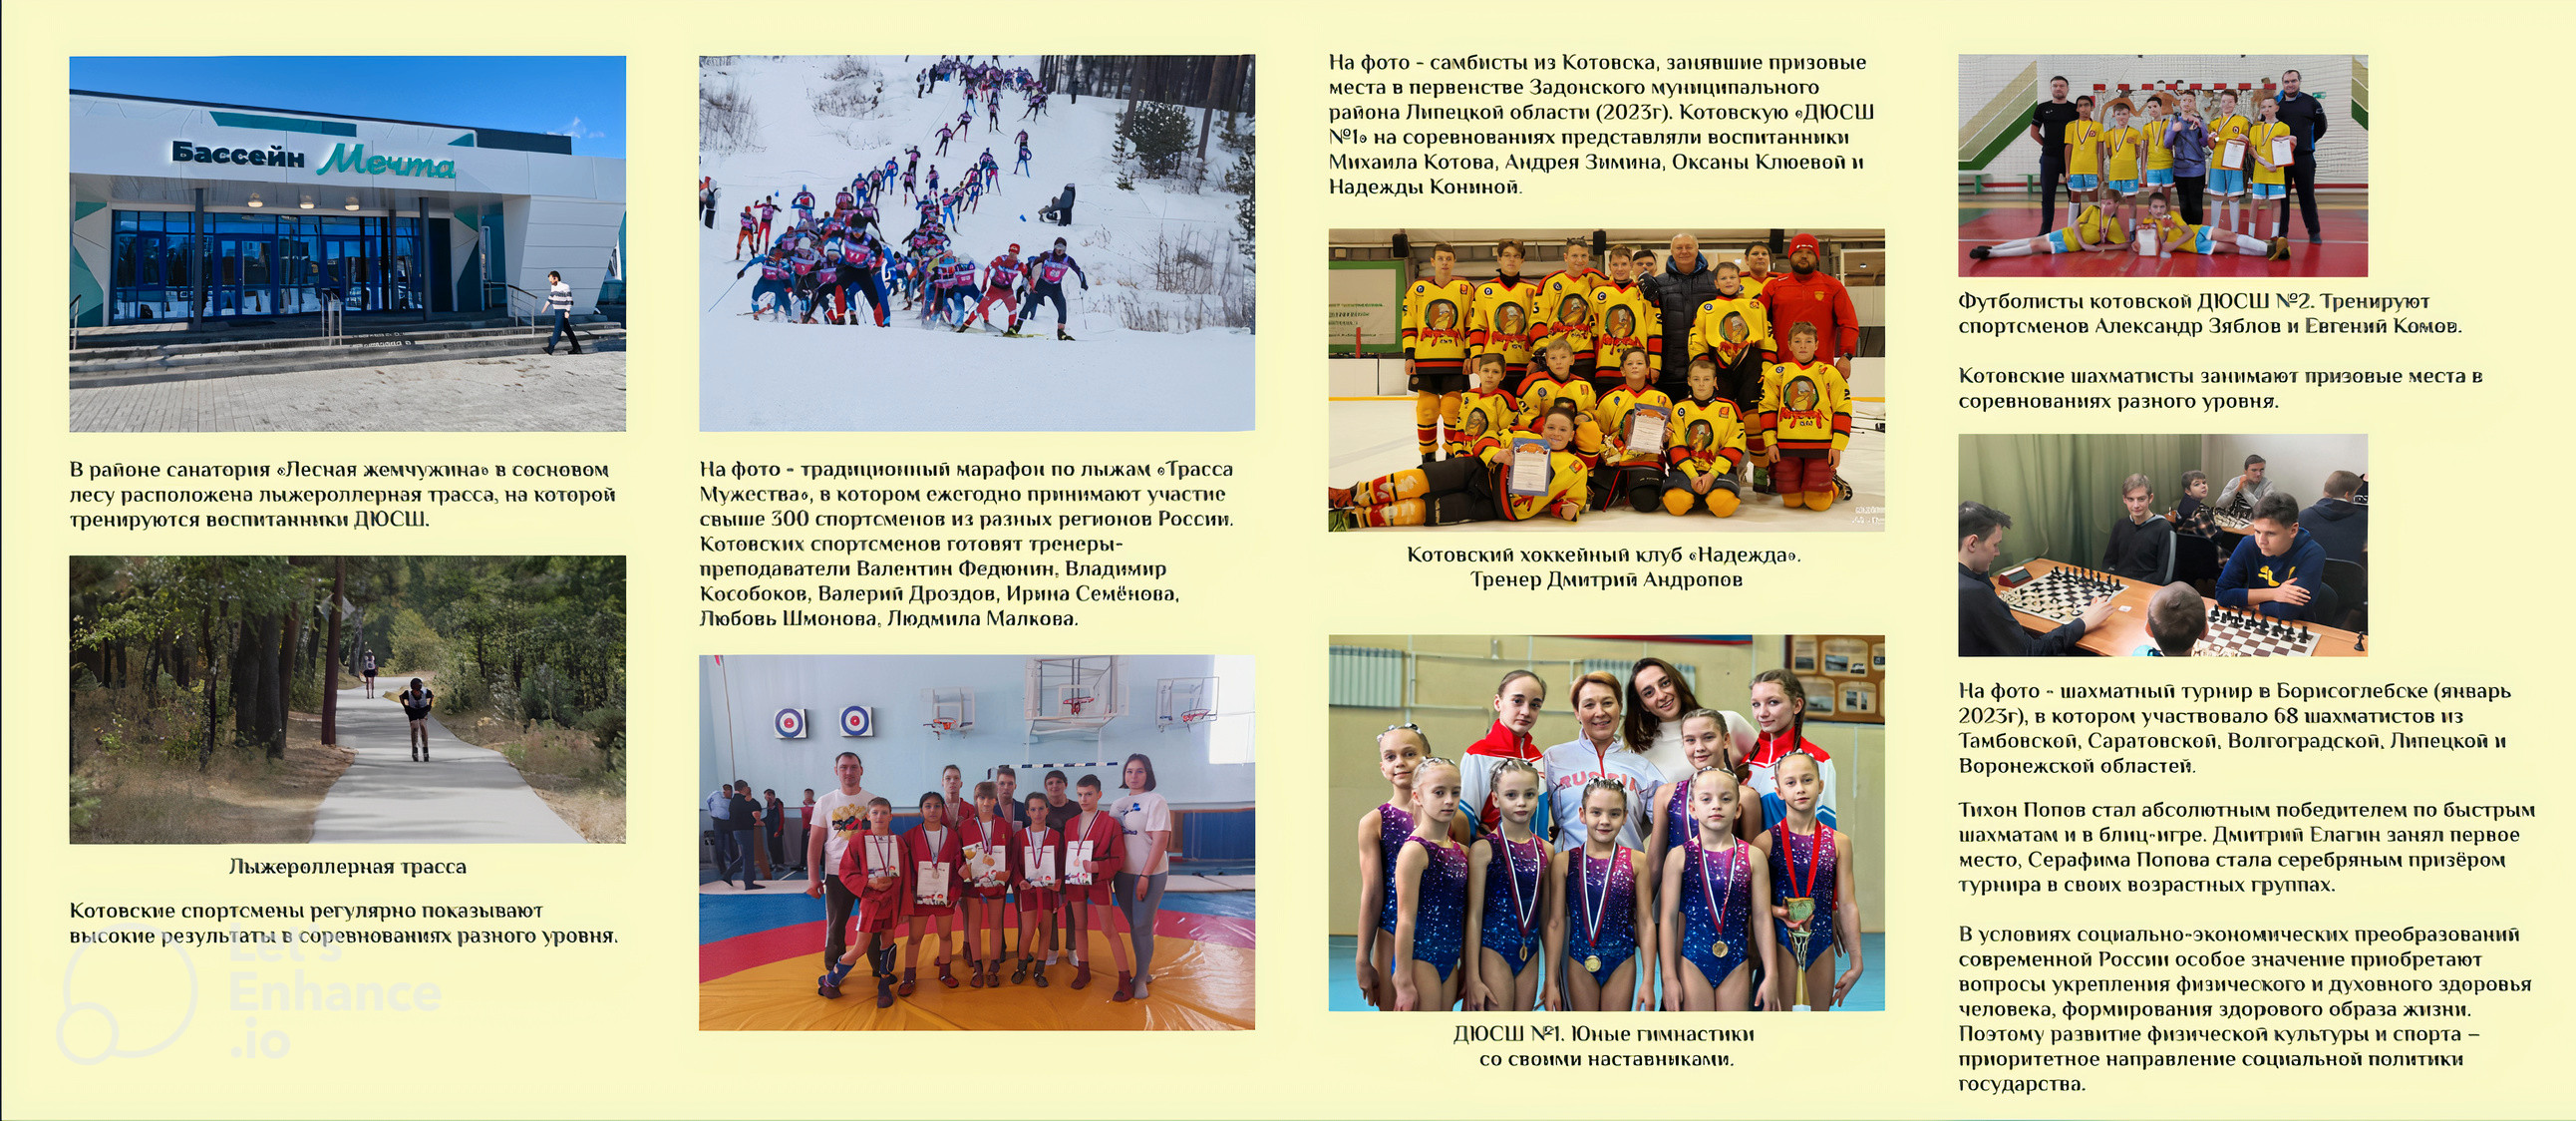 Бассейн Мечта
В районе санатория «Лесная жемчужина» в сосновом
лесу расположена лыжероллерная трасса, на которой
тренируются воспитанники ДЮСШ.
Лыжероллерная трасса
Котовские спортсмены регулярно показывают
высокие результаты в соревнованиях разного уровня.
Let's
Enhance
.io
На фото - традиционный марафон по лыжам «Трасса
Мужества», в котором ежегодно принимают участие
свыше 300 спортсменов из разных регионов России.
Котовских спортсменов готовят тренеры-
преподаватели Валентин Федюнин, Владимир
Кособоков, Валерий Дроздов, Ирина Семёнова,
Любовь Шмонова, Людмила Малкова.
На фото - самбисты из Котовска, занявшие призовые
места в первенстве Задонского муниципального
района Липецкой области (2023г). Котовскую «ДЮСШ
№1» на соревнованиях представляли воспитанники
Михаила Котова, Андрея Зимина, Оксаны Клюевой и
Надежды Кониной.
Котовский хоккейный клуб «Надежда».
Тренер Дмитрий Андропов
RUSSIA
ДЮСШ №1. Юные гимнастики
со своими наставниками.
Футболисты котовской ДЮСШ №2. Тренируют
спортсменов Александр Зяблов и Евгений Комов.
Котовские шахматисты занимают призовые места в
соревнованиях разного уровня.
На фото - шахматный турнир в Борисоглебске (январь
2023г), в котором участвовало 68 шахматистов из
Тамбовской, Саратовской, Волгоградской, Липецкой и
Воронежской областей.
Тихон Попов стал абсолютным победителем по быстрым
шахматам и в блиц-игре. Дмитрий Елагин занял первое
место, Серафима Попова стала серебряным призёром
турнира в своих возрастных группах.
В условиях социально-экономических преобразований
современной России особое значение приобретают
вопросы укрепления физического и духовного здоровья
человека, формирования здорового образа жизни.
Поэтому развитие физической культуры и спорта –
приоритетное направление социальной политики
государства.